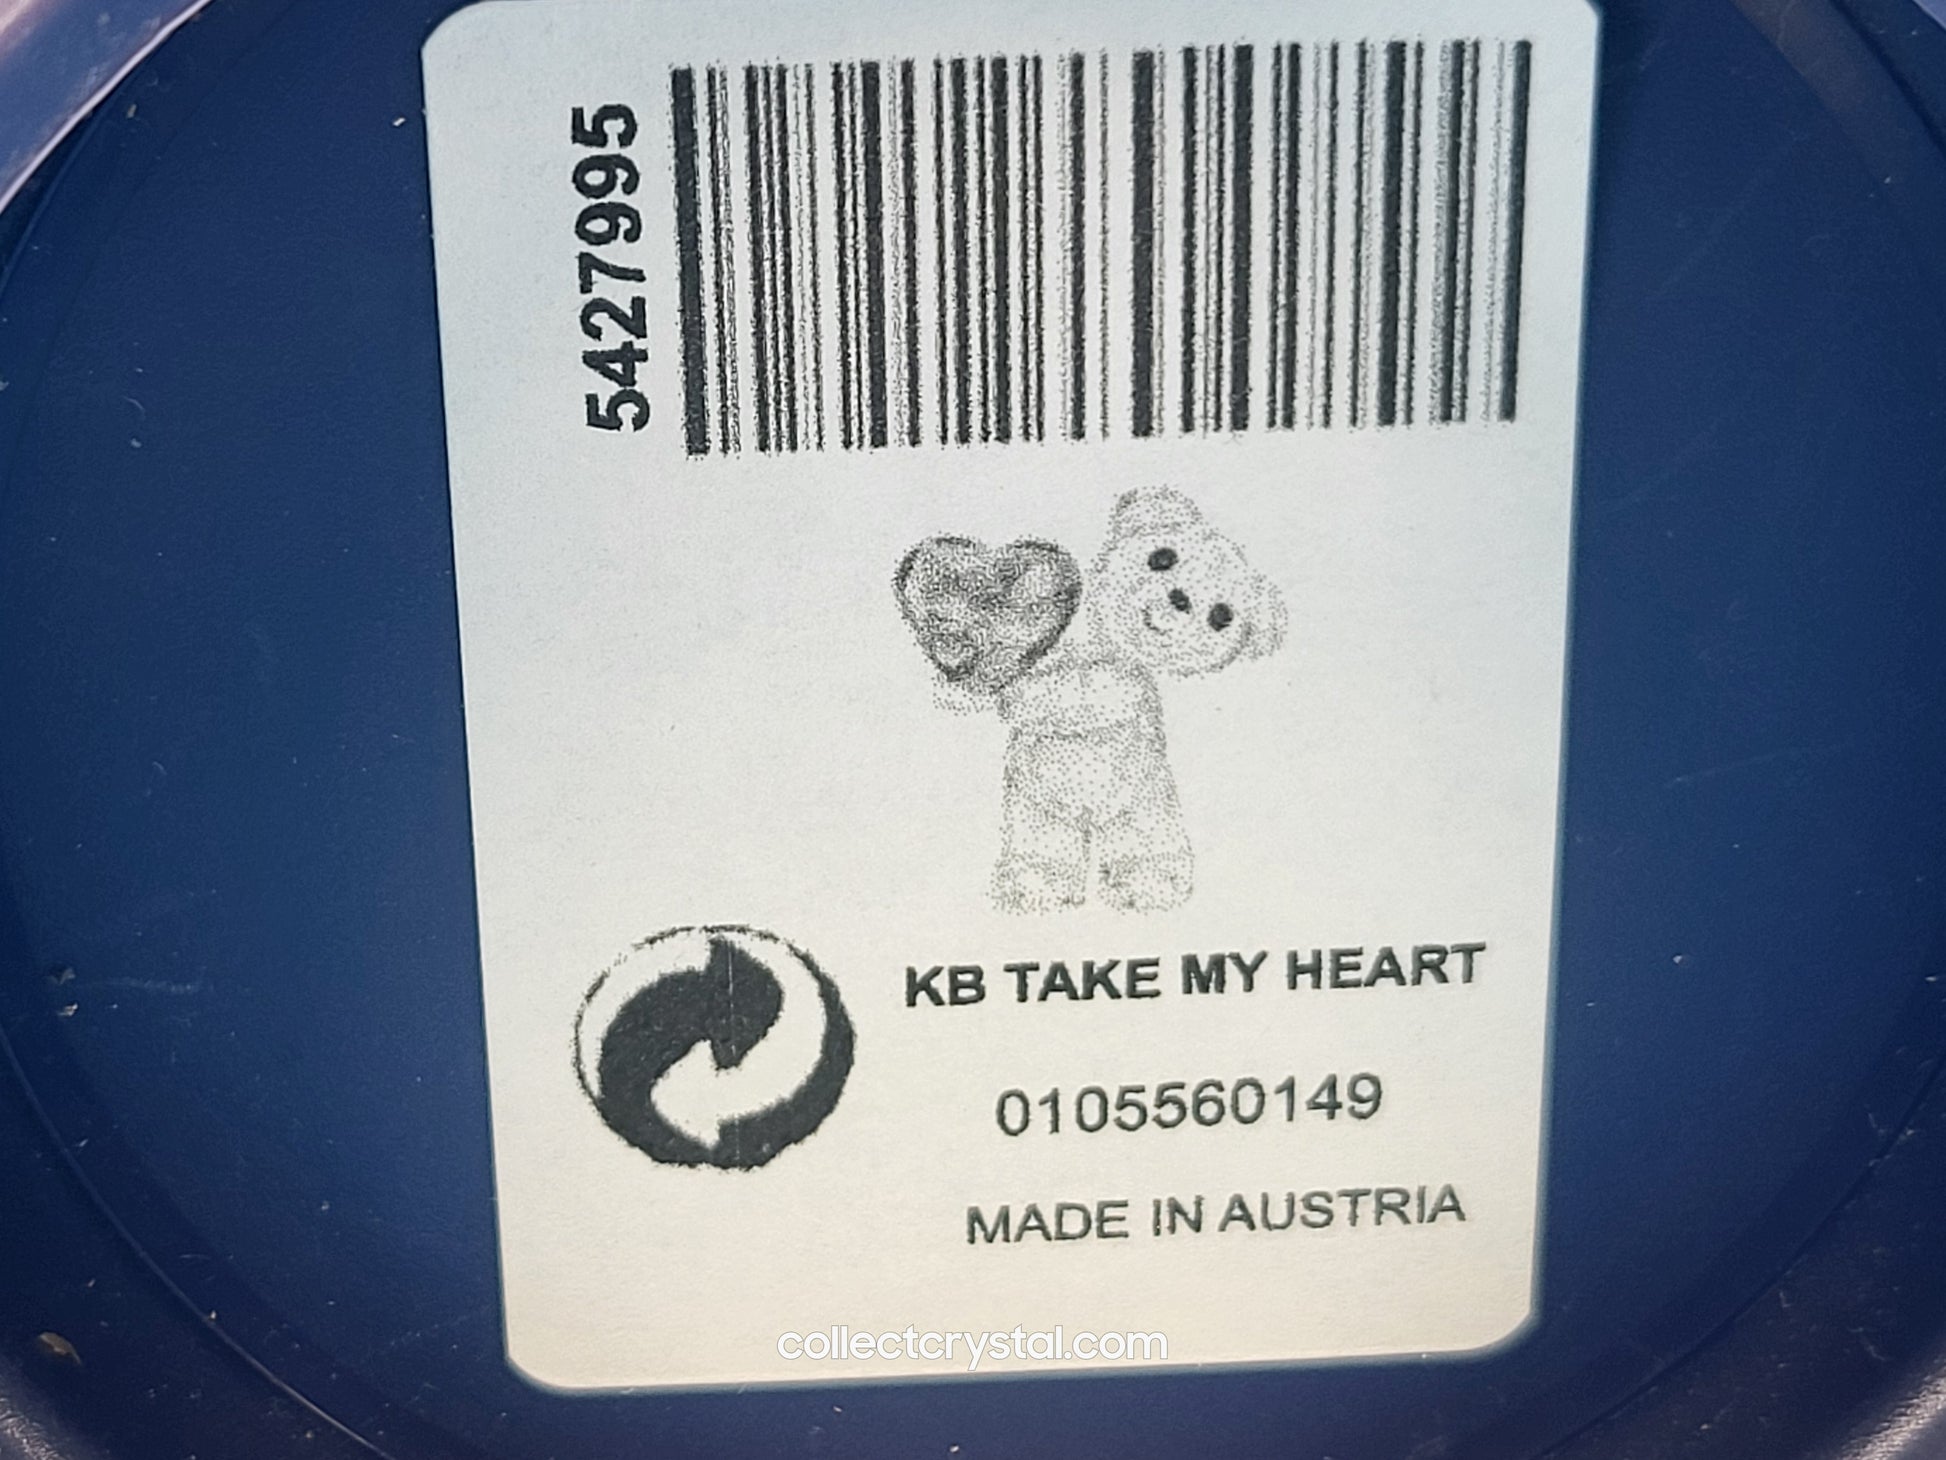 5427995
KB TAKE MY HEART
0105560149
MADE IN AUSTRIA
collectcrystal.com